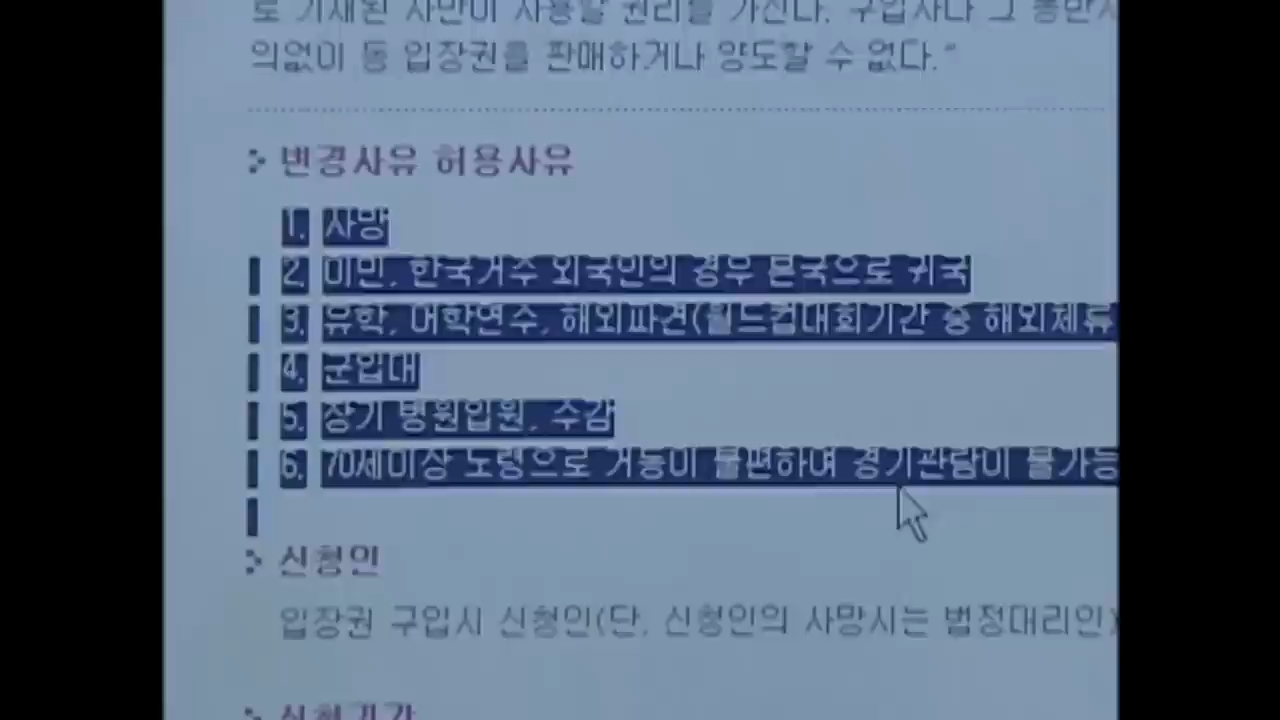 로 기재된 사만이 사용할 권리를 가진다. 구입자나 그
의없이 동 입장권을 판매하거나 양도할 수 없다."
> 변경사유 허용사유
1. 사망
2. 이민, 한국거주 외국인의 경우 본국으로 귀국
3. 유학, 어학연수, 해외파견(월드컵대회기간 중 해외체류
4. 군입대
5. 장기 병원입원, 수감
6. 70세이상 노령으로 거동이 불편하여 경기관람이 불가능
> 신청인
입장권 구입시 신청인(단, 신청인의 사망시는 법정대리인)
> 신청기간